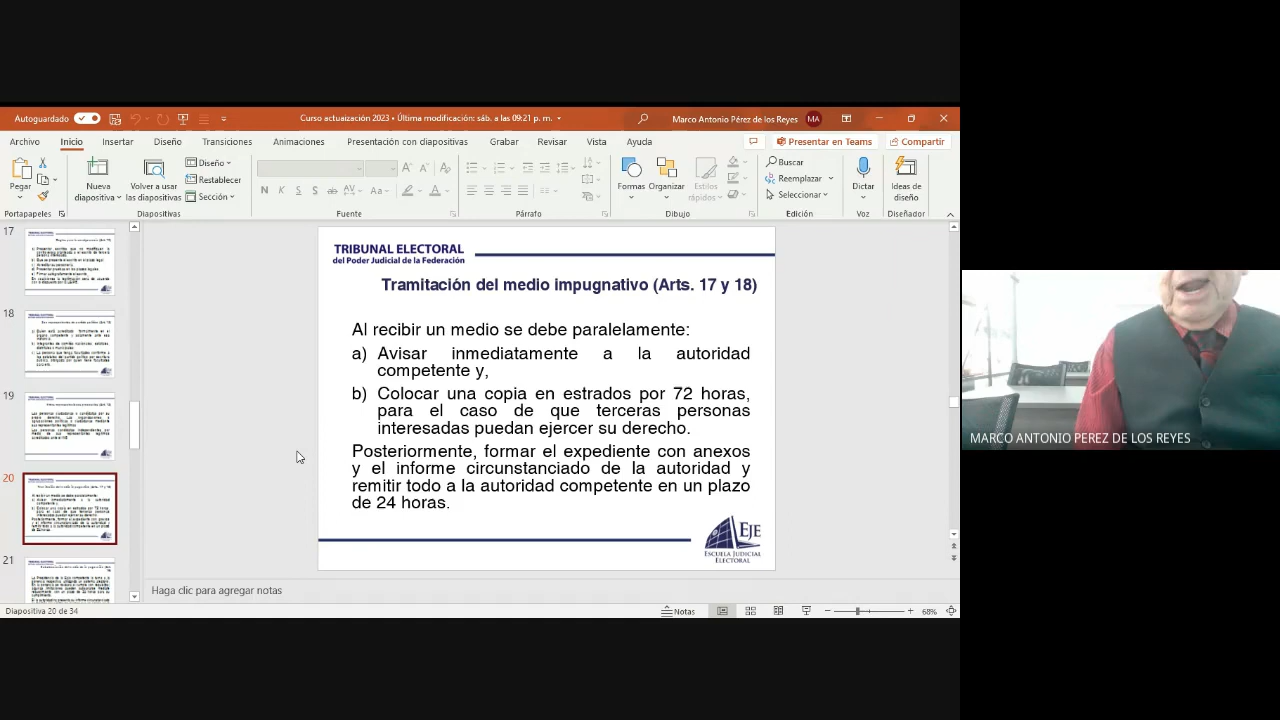 Autoguardado
Curso actuaización 2023 • Última modificación: sáb. a las 09:21 p. m.
Marco Antonio Pérez de los Reyes
MA
Archivo Inicio Insertar Diseño Transiciones Animaciones Presentación con diapositivas Grabar Revisar Vista Ayuda
Presentar en Teams
Compartir
Pegar
Nueva diapositiva
Volver a usar las diapositivas
Diseño
Restablecer
Sección
N K S S ab AV Aa A
Formas
Organizar
Estilos rápidos
Buscar
Reemplazar
Seleccionar
Dictar
Ideas de diseño
Portapapeles Diapositivas Fuente Párrafo Dibujo Edición Voz Diseñador
17
18
19
20
21
TRIBUNAL ELECTORAL
del Poder Judicial de la Federación
Tramitación del medio impugnativo (Arts. 17 y 18)
Al recibir un medio se debe paralelamente:
a) Avisar inmediatamente a la autoridad
competente y,
b) Colocar una copia en estrados por 72 horas,
para el caso de que terceras personas
interesadas puedan ejercer su derecho.
Posteriormente, formar el expediente con anexos
y el informe circunstanciado de la autoridad y
remitir todo a la autoridad competente en un plazo
de 24 horas.
EJE
ESCUELA JUDICIAL
ELECTORAL
Haga clic para agregar notas
Diapositiva 20 de 34
Notas
68%
MARCO ANTONIO PEREZ DE LOS REYES